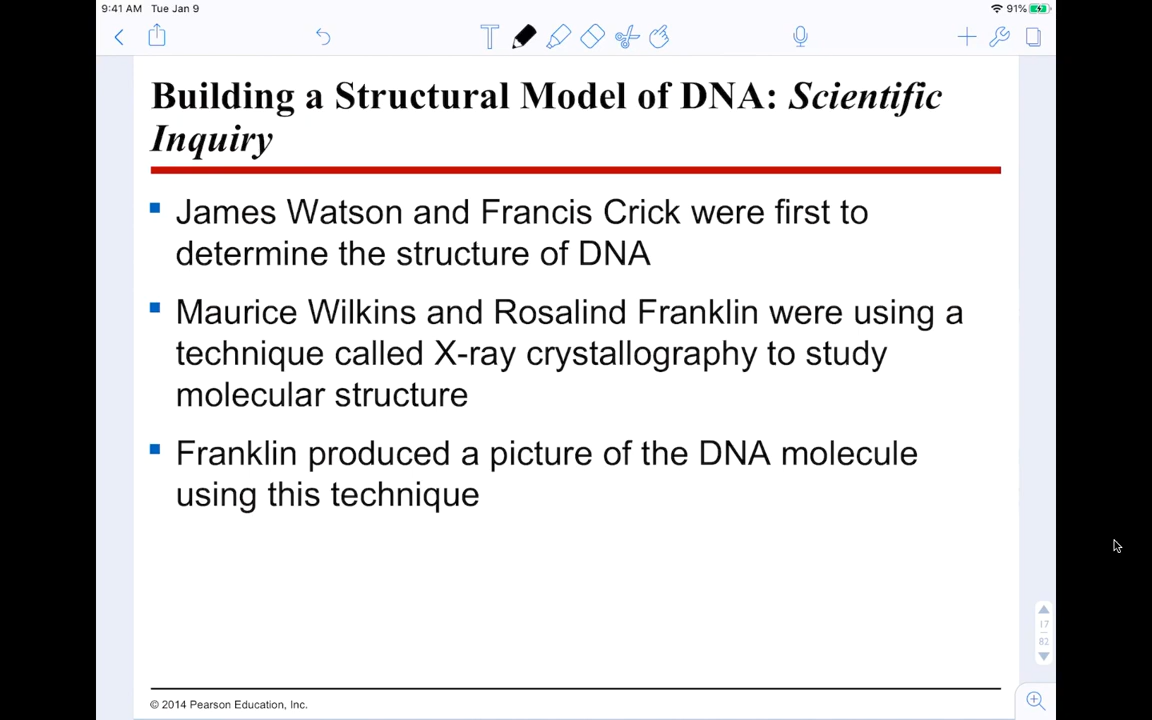 9:41 AM Tue Jan 9
91%
T
Building a Structural Model of DNA: Scientific
Inquiry
James Watson and Francis Crick were first to
determine the structure of DNA
Maurice Wilkins and Rosalind Franklin were using a
technique called X-ray crystallography to study
molecular structure
Franklin produced a picture of the DNA molecule
using this technique
17
82
© 2014 Pearson Education, Inc.